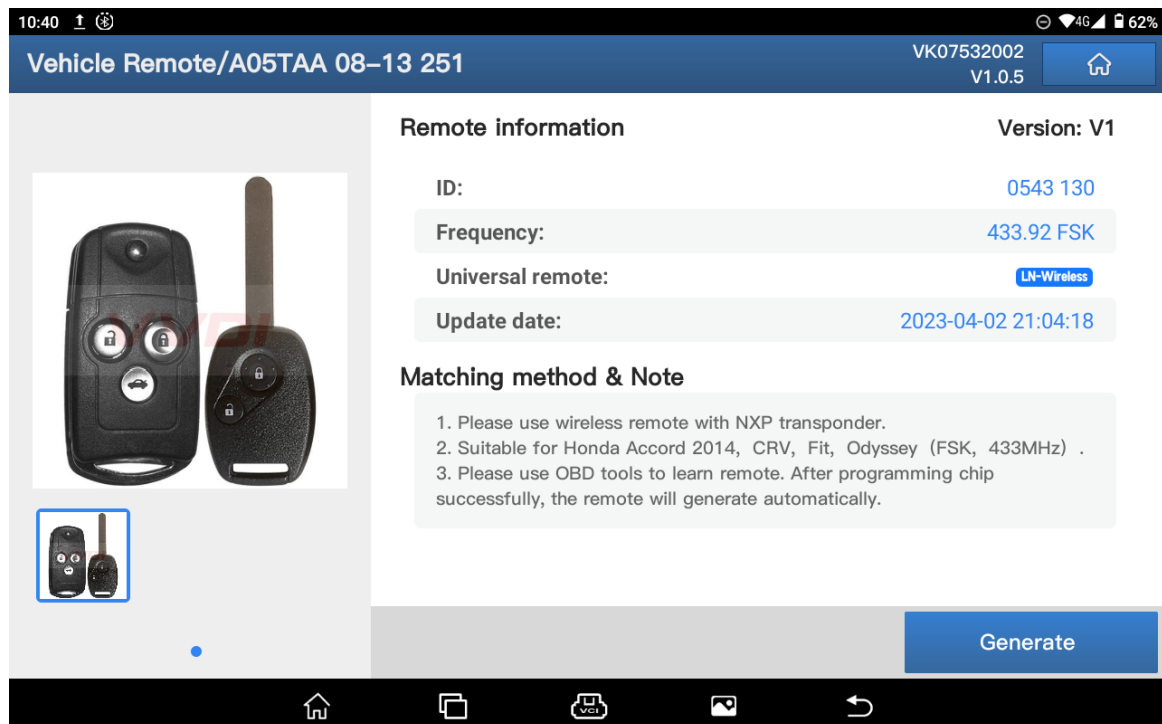 10:40
4G 62%
Vehicle Remote/A05TAA 08-13 251
VK07532002
V1.0.5
Remote information
Version: V1
ID: 0543 130
Frequency: 433.92 FSK
Universal remote: LN-Wireless
Update date: 2023-04-02 21:04:18
VVDI
Matching method & Note
1. Please use wireless remote with NXP transponder.
2. Suitable for Honda Accord 2014, CRV, Fit, Odyssey (FSK, 433MHz) .
3. Please use OBD tools to learn remote. After programming chip
successfully, the remote will generate automatically.
Generate
VCI